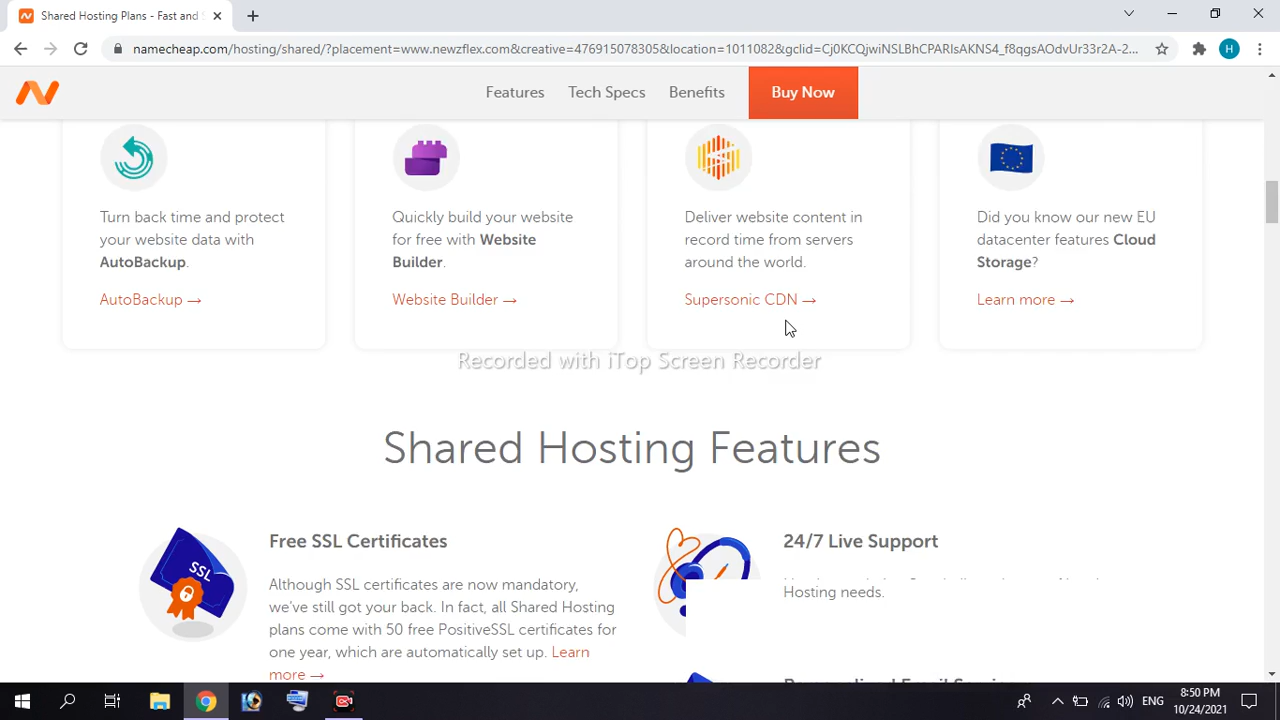 Shared Hosting Plans - Fast and
namecheap.com/hosting/shared/?placement=www.newzflex.com&creative=476915078305&location=1011082&gclid=Cj0KCQjwiNSLBhCPARIsAKNS4_f8qgsAOdvUr33r2A-2...
H
Features
Tech Specs
Benefits
Buy Now
Turn back time and protect
your website data with
AutoBackup.
AutoBackup →
Quickly build your website
for free with Website
Builder.
Website Builder →
Deliver website content in
record time from servers
around the world.
Supersonic CDN →
Did you know our new EU
datacenter features Cloud
Storage?
Learn more →
Recorded with iTop Screen Recorder
Shared Hosting Features
SSL
Free SSL Certificates
Although SSL certificates are now mandatory,
we've still got your back. In fact, all Shared Hosting
plans come with 50 free PositiveSSL certificates for
one year, which are automatically set up. Learn
more →
24/7 Live Support
Hosting needs.
ENG
8:50 PM
10/24/2021